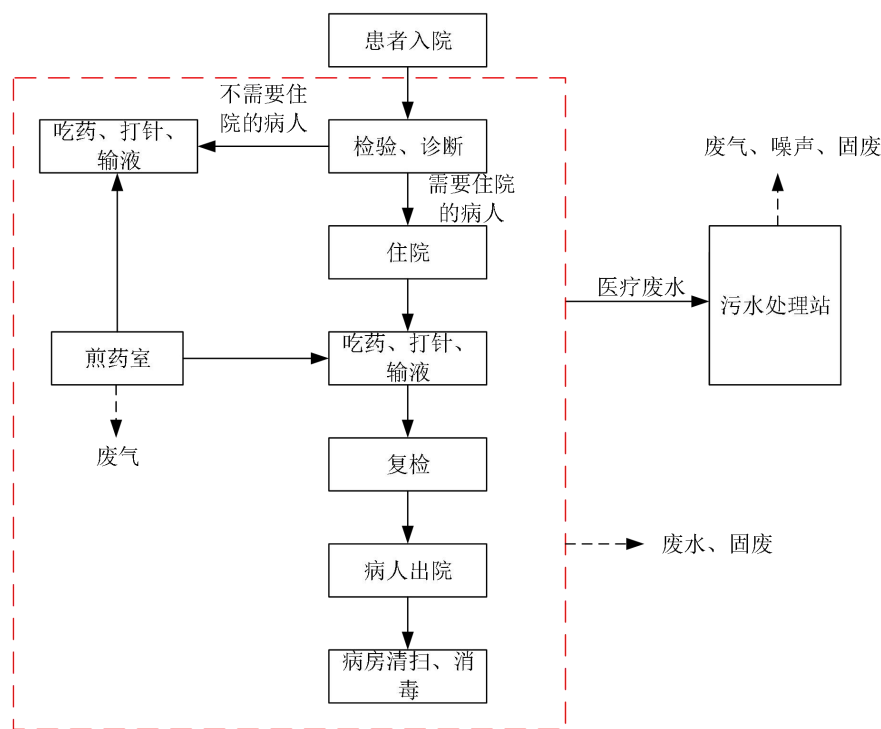 患者入院
不需要住
院的病人
吃药、打针、
输液
检验、诊断
废气、噪声、固废
需要住院
的病人
住院
医疗废水
污水处理站
煎药室
吃药、打针、
输液
废气
复检
废水、固废
病人出院
病房清扫、消
毒